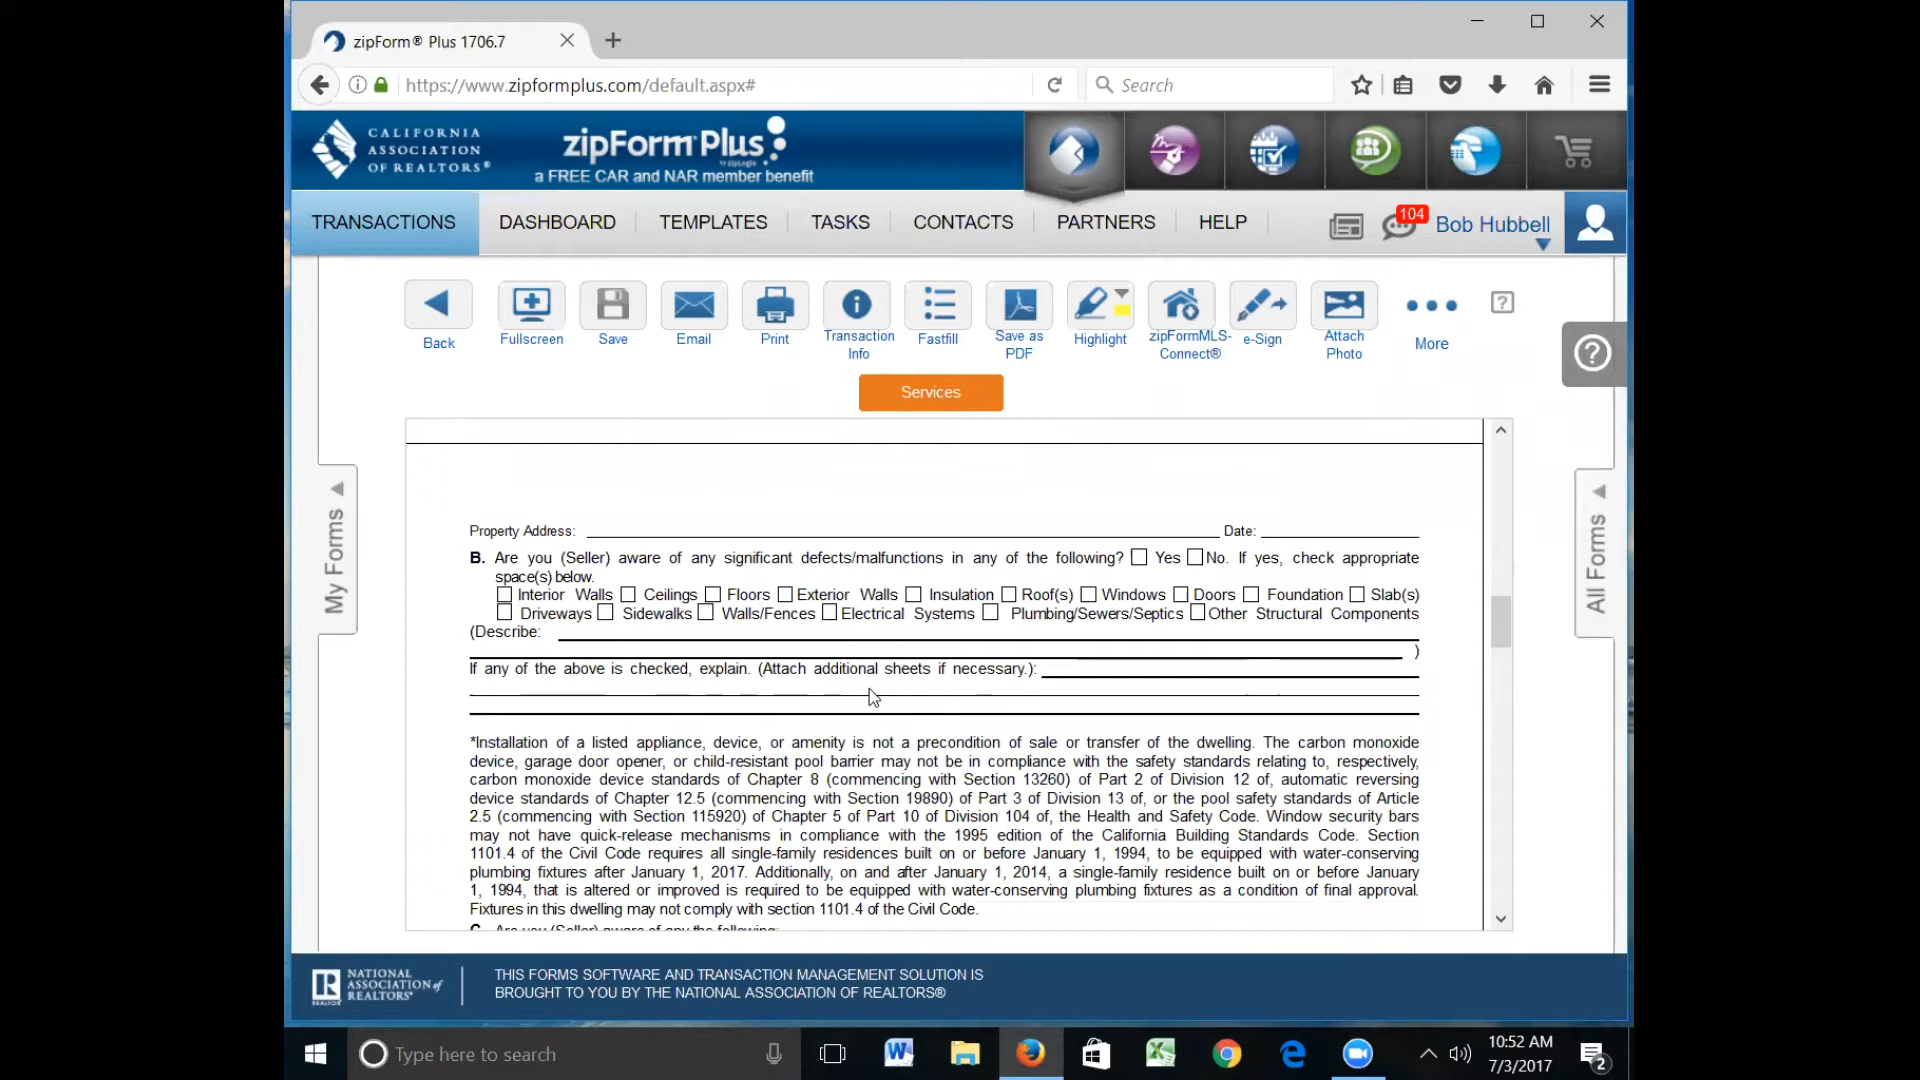 zipForm® Plus 1706.7
https://www.zipformplus.com/default.aspx#
Search
CALIFORNIA
ASSOCIATION
OF REALTORS®
zipForm Plus
by zipLogix
a FREE CAR and NAR member benefit
TRANSACTIONS
DASHBOARD
TEMPLATES
TASKS
CONTACTS
PARTNERS
HELP
104
Bob Hubbell
Back
Fullscreen
Save
Email
Print
Transaction
Info
Fastfill
Save as
PDF
Highlight
zipFormMLS-
Connect®
e-Sign
Attach
Photo
More
Services
My Forms
All Forms
Property Address: Date:
B. Are you (Seller) aware of any significant defects/malfunctions in any of the following? Yes No. If yes, check appropriate
space(s) below.
Interior Walls Ceilings Floors Exterior Walls Insulation Roof(s) Windows Doors Foundation Slab(s)
Driveways Sidewalks Walls/Fences Electrical Systems Plumbing/Sewers/Septics Other Structural Components
(Describe:
)
If any of the above is checked, explain. (Attach additional sheets if necessary.):
*Installation of a listed appliance, device, or amenity is not a precondition of sale or transfer of the dwelling. The carbon monoxide
device, garage door opener, or child-resistant pool barrier may not be in compliance with the safety standards relating to, respectively,
carbon monoxide device standards of Chapter 8 (commencing with Section 13260) of Part 2 of Division 12 of, automatic reversing
device standards of Chapter 12.5 (commencing with Section 19890) of Part 3 of Division 13 of, or the pool safety standards of Article
2.5 (commencing with Section 115920) of Chapter 5 of Part 10 of Division 104 of, the Health and Safety Code. Window security bars
may not have quick-release mechanisms in compliance with the 1995 edition of the California Building Standards Code. Section
1101.4 of the Civil Code requires all single-family residences built on or before January 1, 1994, to be equipped with water-conserving
plumbing fixtures after January 1, 2017. Additionally, on and after January 1, 2014, a single-family residence built on or before January
1, 1994, that is altered or improved is required to be equipped with water-conserving plumbing fixtures as a condition of final approval.
Fixtures in this dwelling may not comply with section 1101.4 of the Civil Code.
C. Are you (Seller) aware of any the following:
NATIONAL
ASSOCIATION of
REALTORS®
THIS FORMS SOFTWARE AND TRANSACTION MANAGEMENT SOLUTION IS
BROUGHT TO YOU BY THE NATIONAL ASSOCIATION OF REALTORS®
Type here to search
10:52 AM
7/3/2017
2